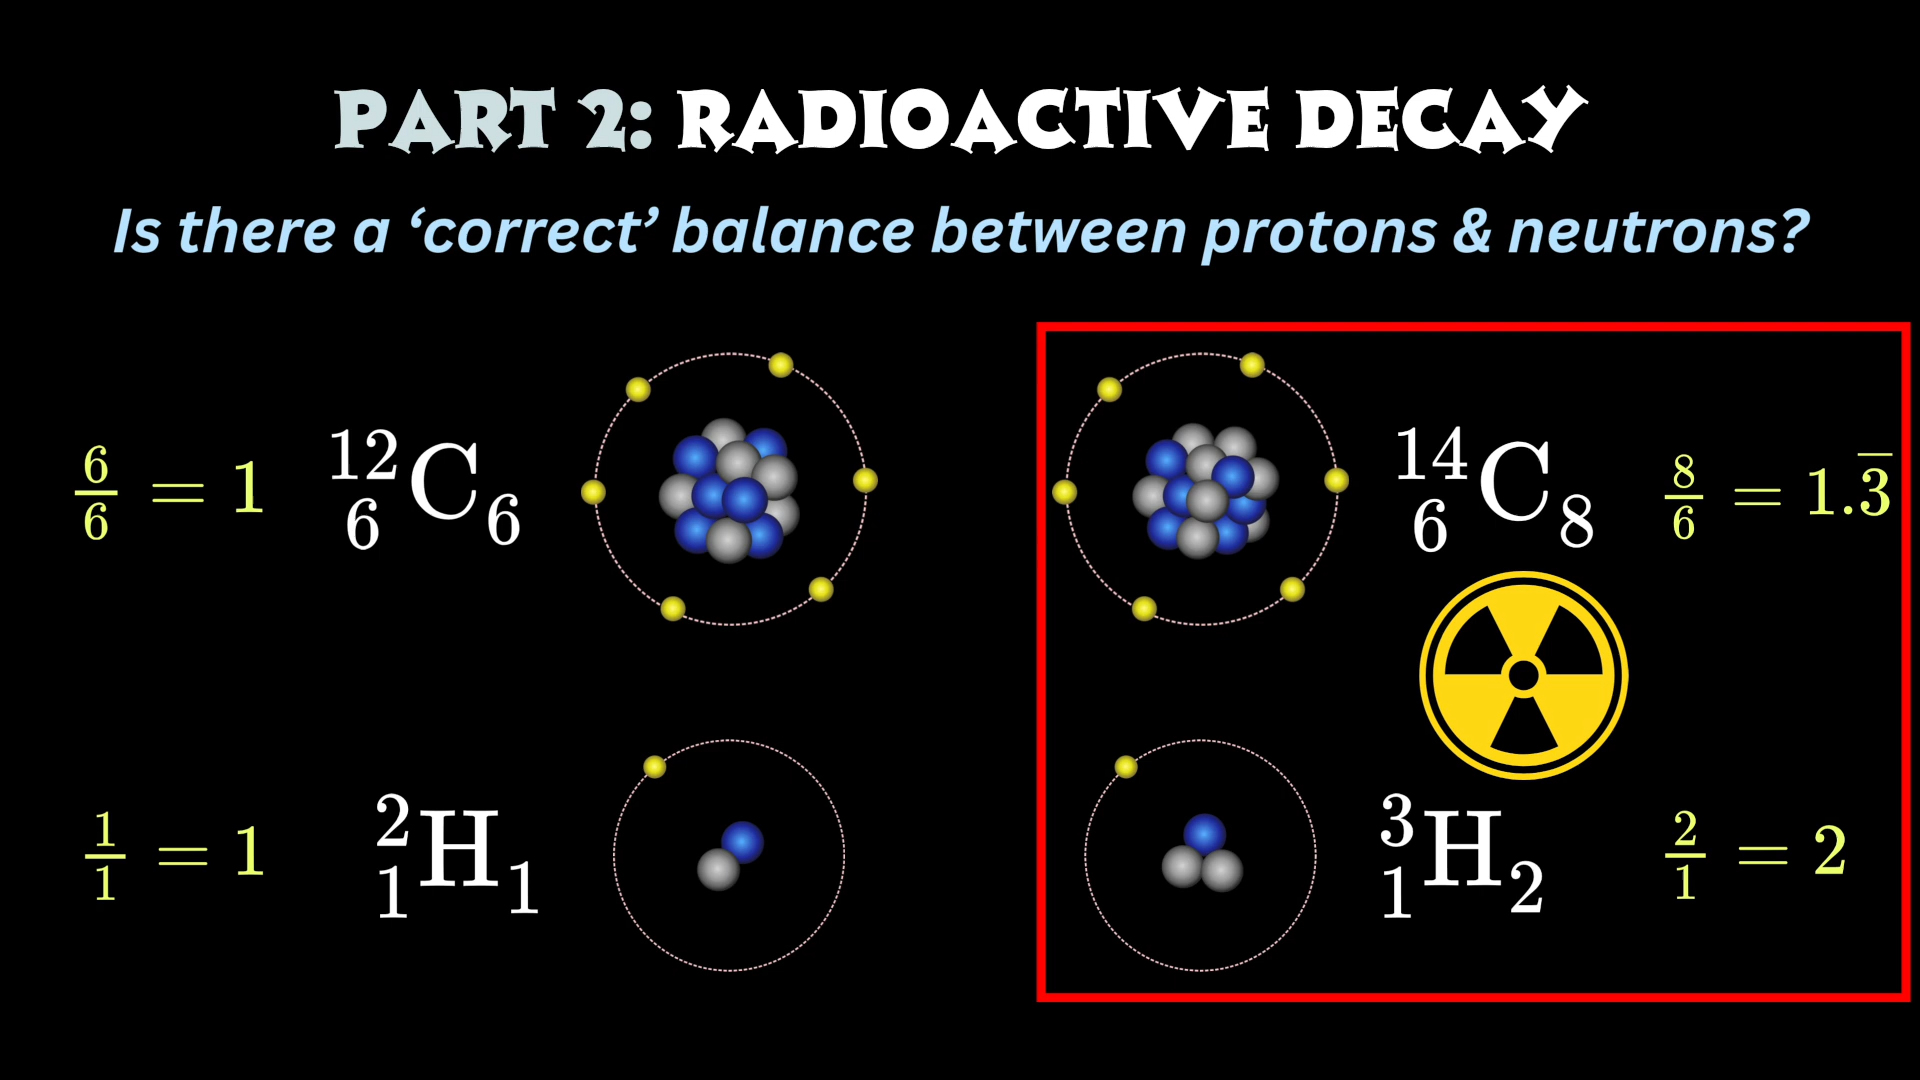 PART 2: RADIOACTIVE DECAY
Is there a ‘correct’ balance between protons & neutrons?
6/6 = 1 ¹²₆C₆
¹⁴₆C₈ 8/6 = 1.3̅
1/1 = 1 ²₁H₁
³₁H₂ 2/1 = 2